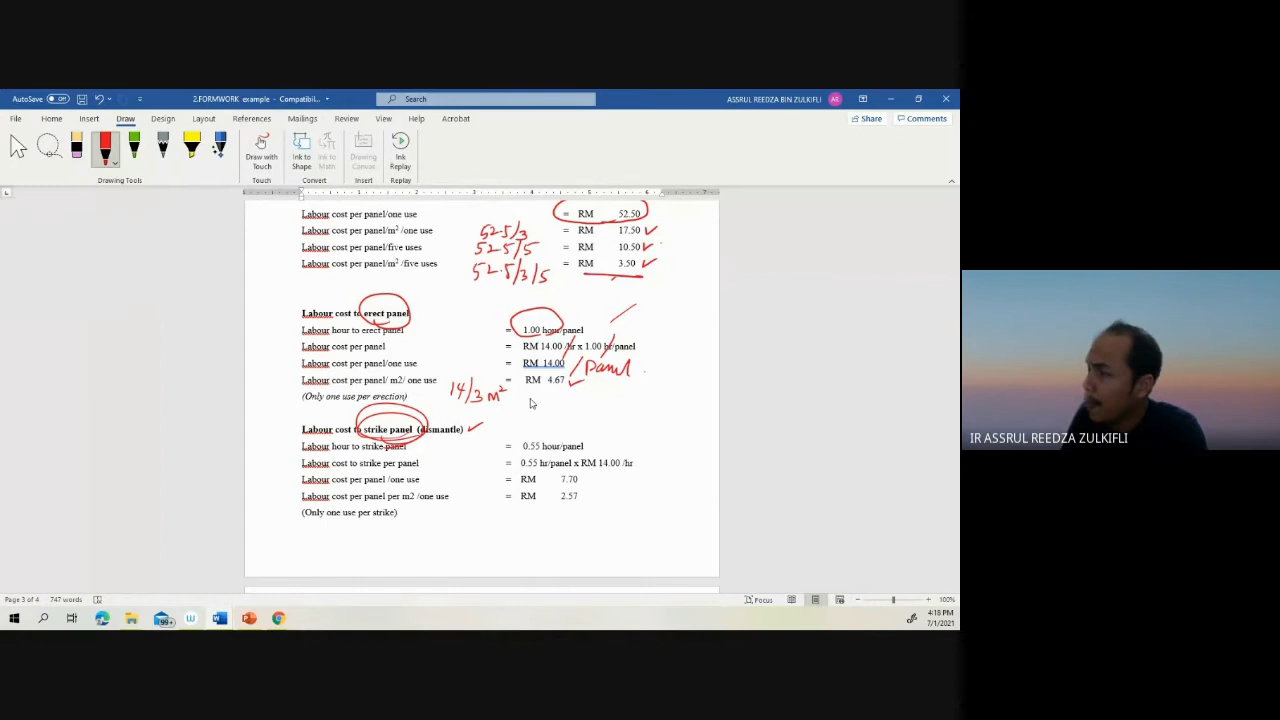 AutoSave Off
2.FORMWORK example - Compatibil...
Search
ASSRUL REEDZA BIN ZULKIFLI AS
File Home Insert Draw Design Layout References Mailings Review View Help Acrobat
Share Comments
Draw with Touch
Ink to Shape
Ink to Math
Drawing Canvas
Ink Replay
Drawing Tools Touch Convert Insert Replay
Labour cost per panel/one use = RM 52.50
Labour cost per panel/m² /one use 52.5/3 = RM 17.50
Labour cost per panel/five uses 52.5/5 = RM 10.50
Labour cost per panel/m² /five uses 52.5/3/5 = RM 3.50
Labour cost to erect panel
Labour hour to erect panel = 1.00 hour/panel
Labour cost per panel = RM 14.00 /hr x 1.00 hr/panel
Labour cost per panel/one use = RM 14.00 / Panel
Labour cost per panel/ m2/ one use 14/3 m² = RM 4.67
(Only one use per erection)
Labour cost to strike panel (dismantle)
Labour hour to strike panel = 0.55 hour/panel
Labour cost to strike per panel = 0.55 hr/panel x RM 14.00 /hr
Labour cost per panel /one use = RM 7.70
Labour cost per panel per m2 /one use = RM 2.57
(Only one use per strike)
IR ASSRUL REEDZA ZULKIFLI
Page 3 of 4 747 words
Focus
100%
99+
4:18 PM
7/1/2021